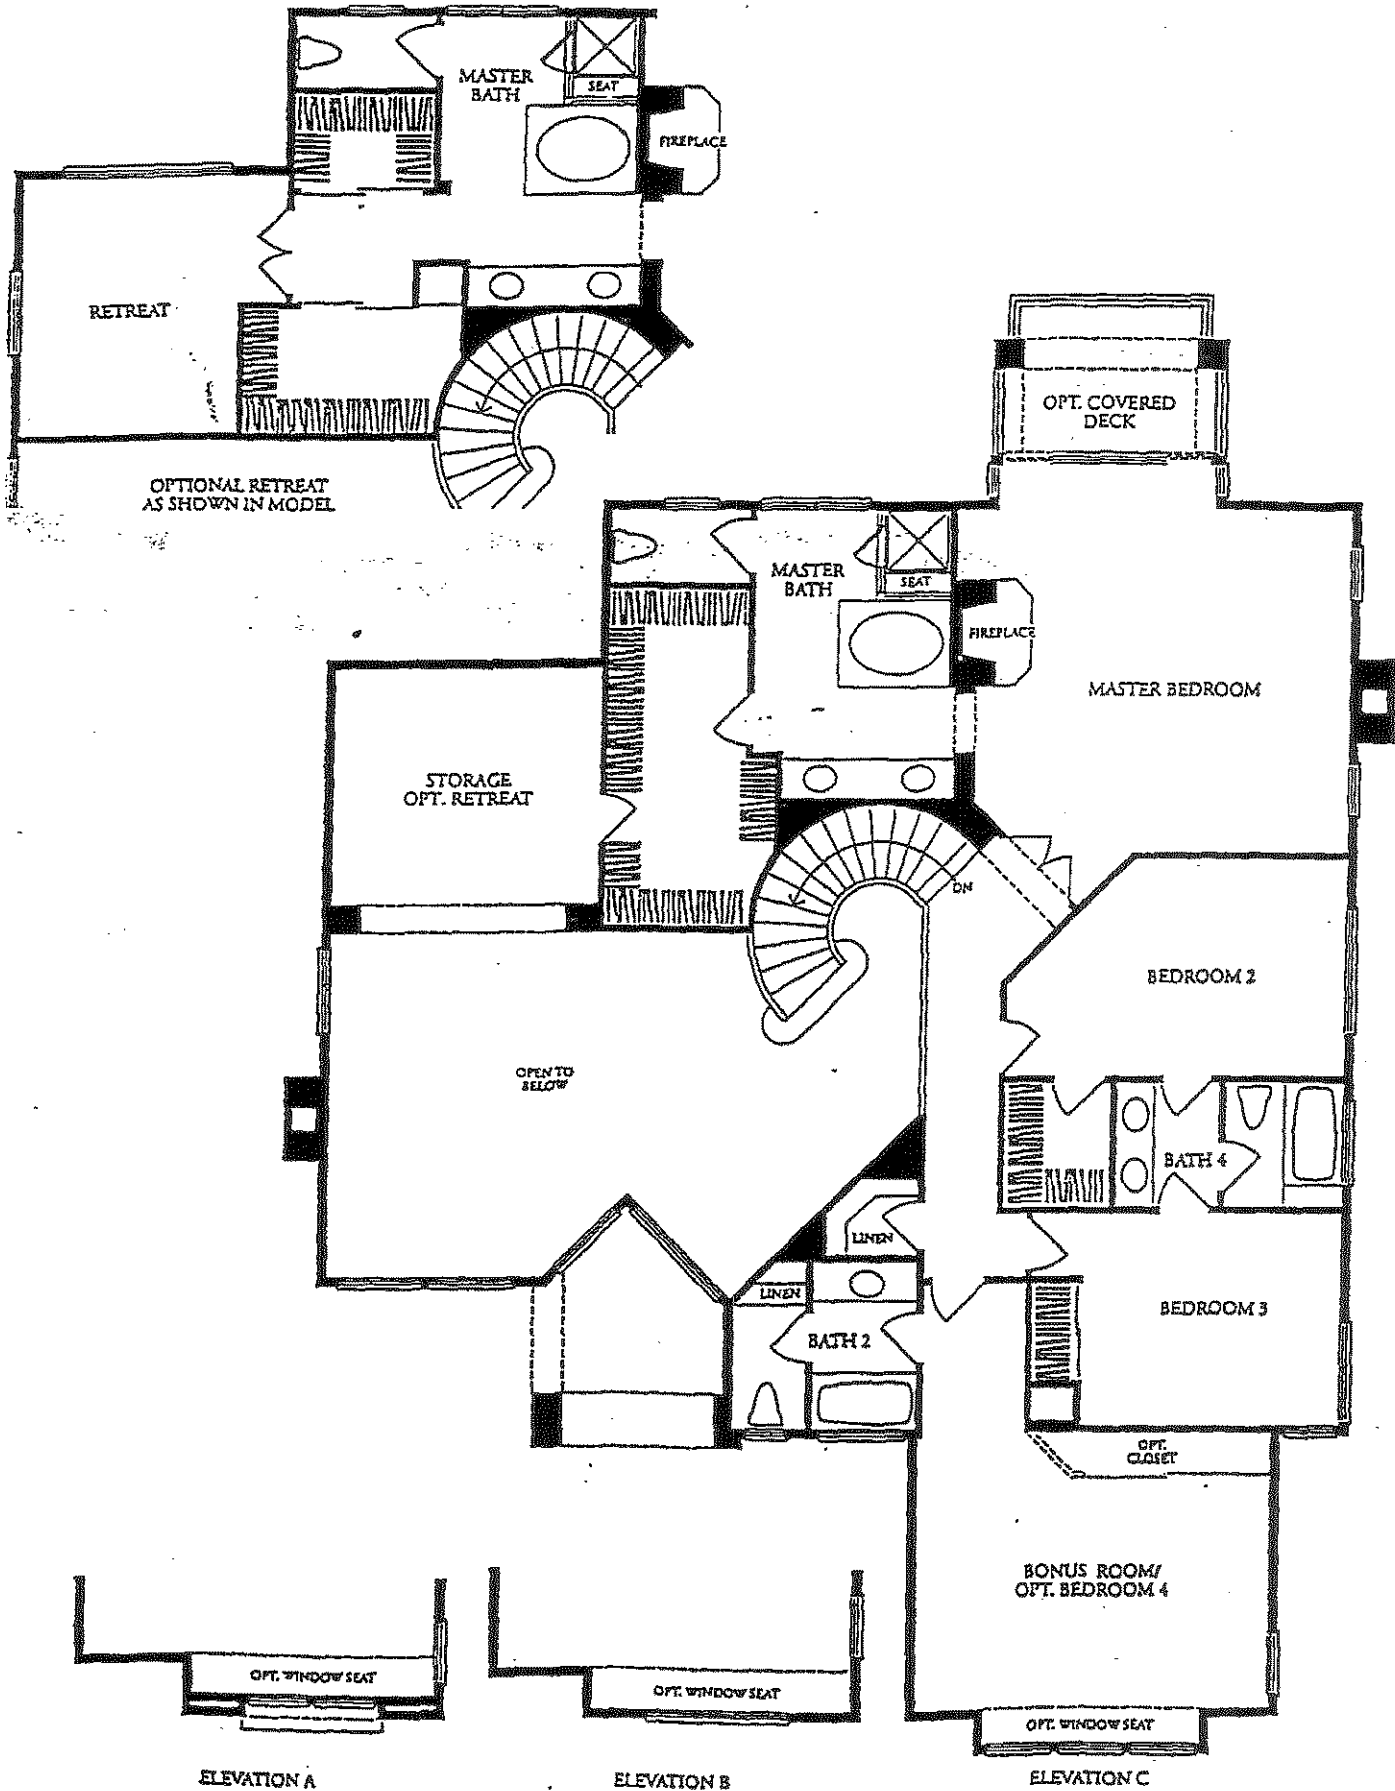 MASTER
BATH
SEAT
FIREPLACE
RETREAT
OPTIONAL RETREAT
AS SHOWN IN MODEL
OPT. COVERED
DECK
MASTER
BATH
SEAT
FIREPLACE
MASTER BEDROOM
STORAGE
OPT. RETREAT
DN
BEDROOM 2
OPEN TO
BELOW
BATH 4
LINEN
LINEN
BEDROOM 3
BATH 2
OPT.
CLOSET
BONUS ROOM/
OPT. BEDROOM 4
OPT. WINDOW SEAT
OPT. WINDOW SEAT
OPT. WINDOW SEAT
ELEVATION A
ELEVATION B
ELEVATION C